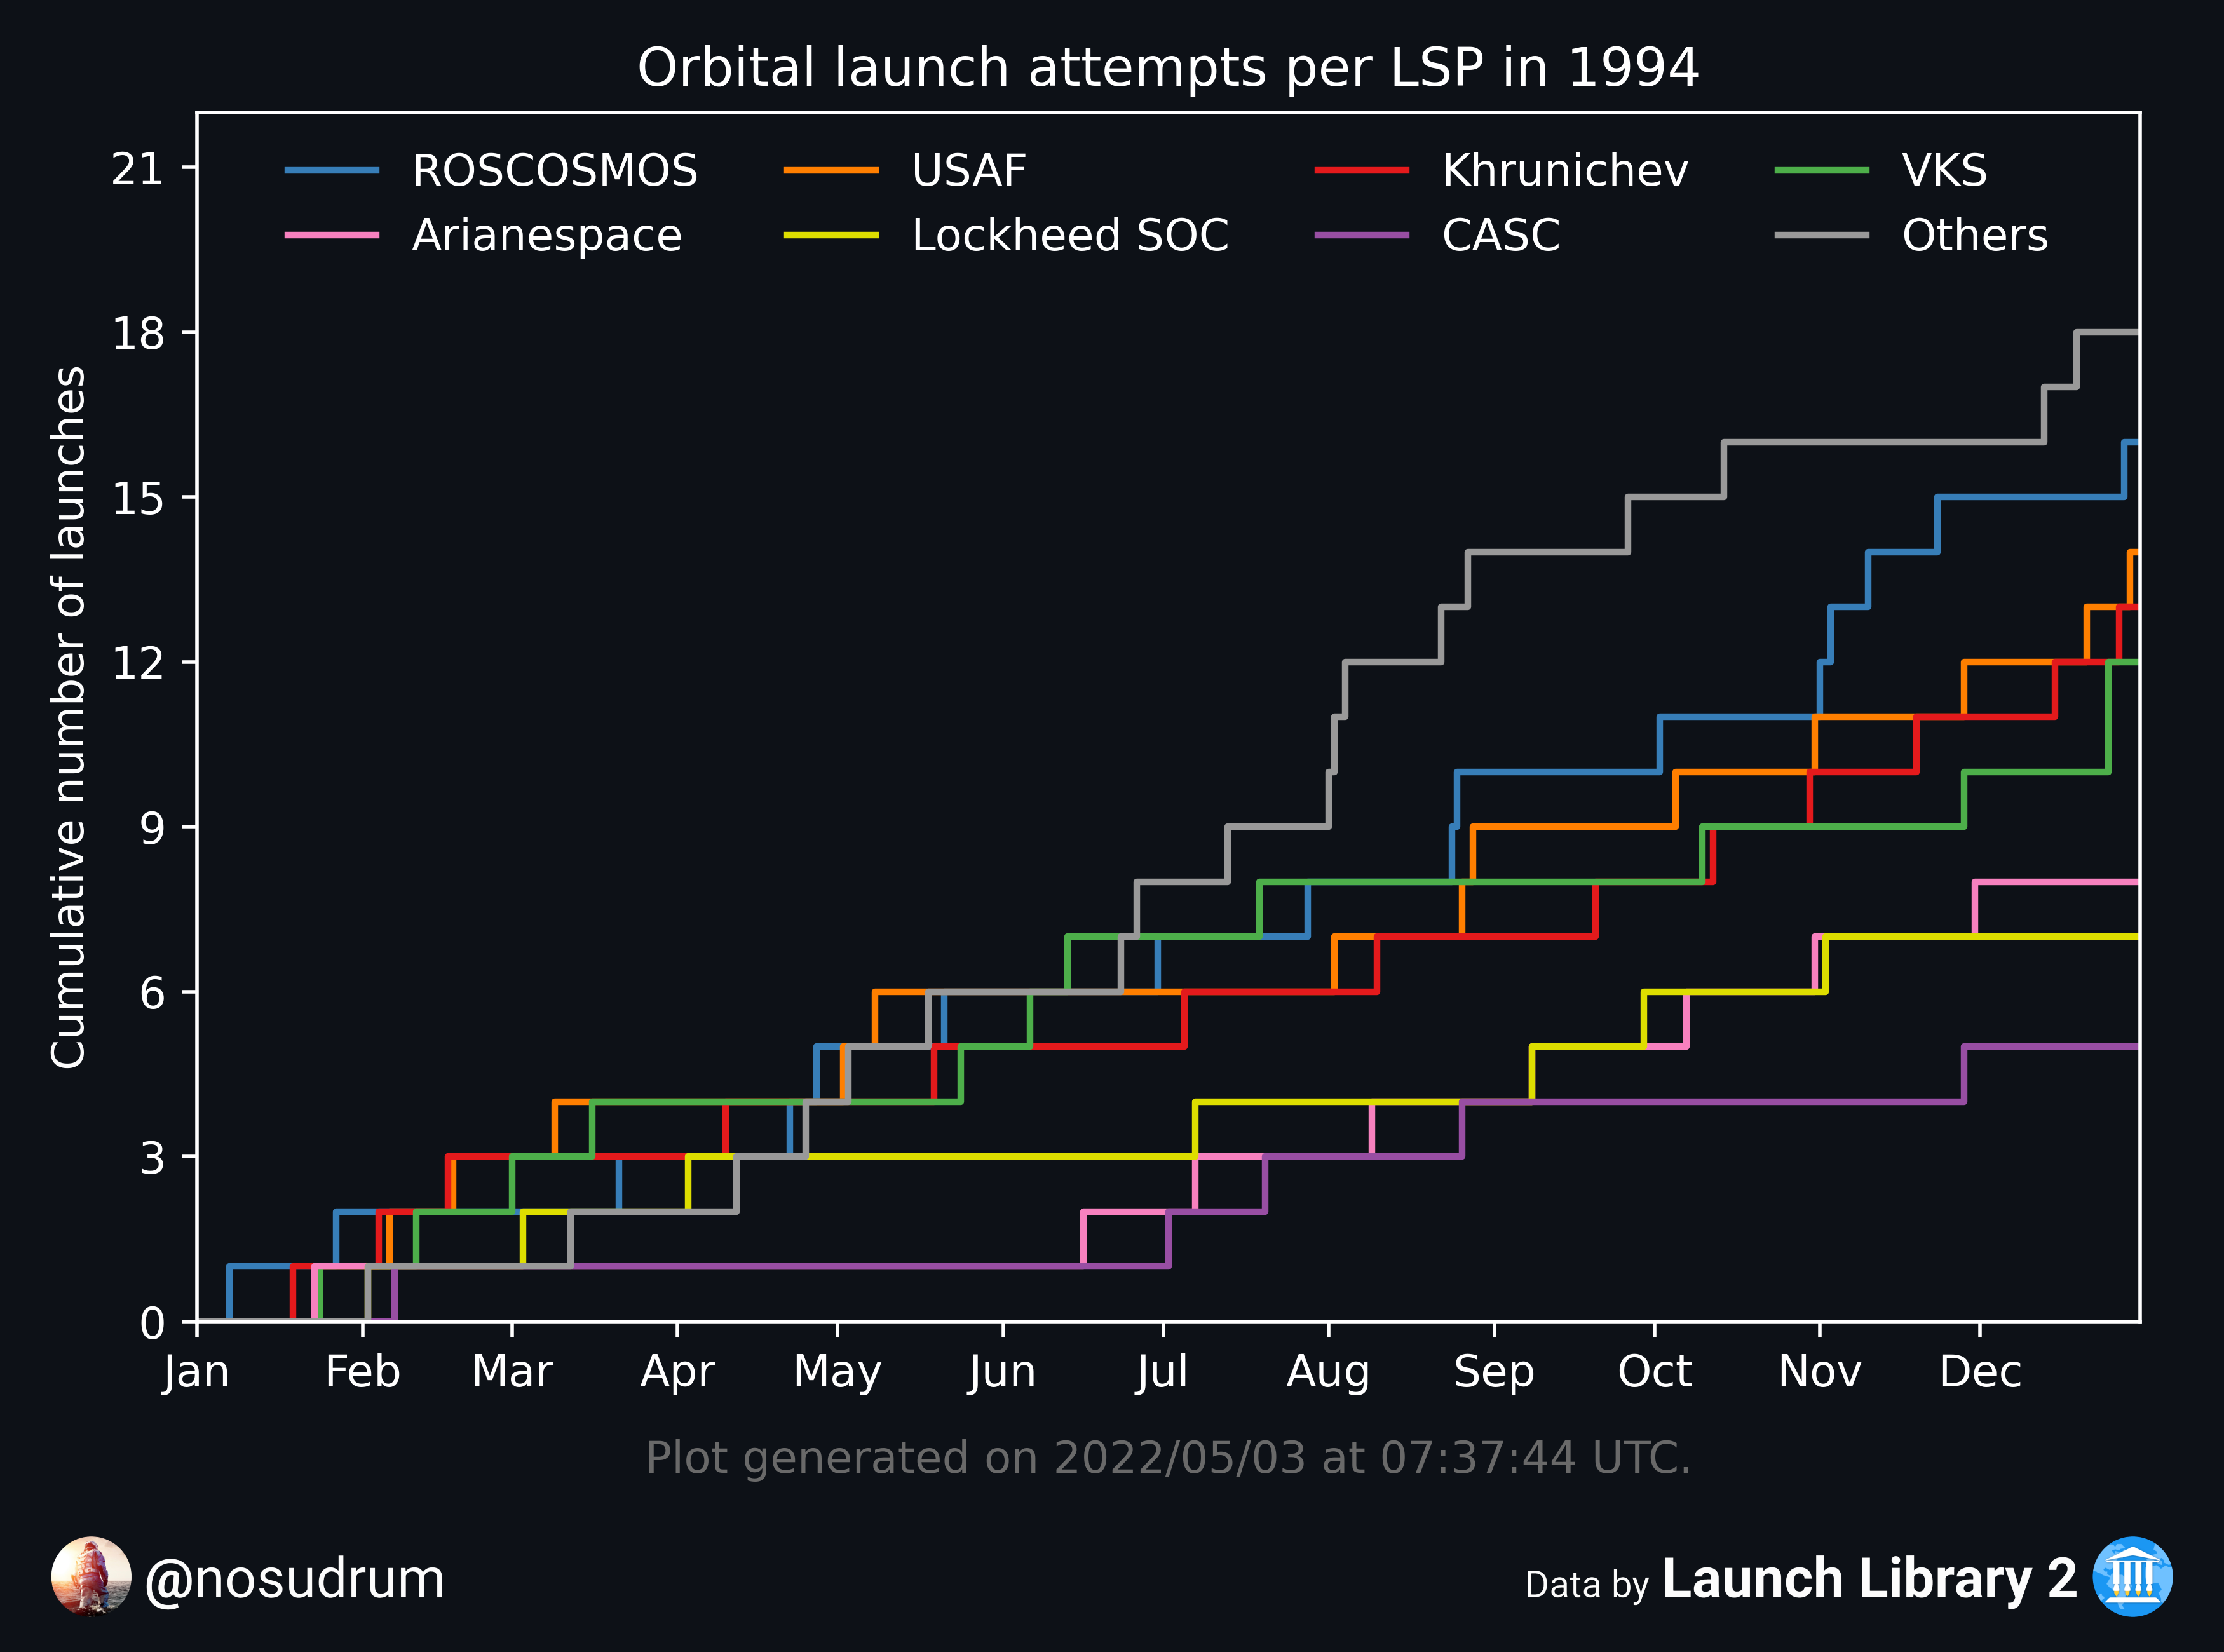 Orbital launch attempts per LSP in 1994
ROSCOSMOS USAF Khrunichev VKS
Arianespace Lockheed SOC CASC Others
Cumulative number of launches
21
18
15
12
9
6
3
0
Jan Feb Mar Apr May Jun Jul Aug Sep Oct Nov Dec
Plot generated on 2022/05/03 at 07:37:44 UTC.
@nosudrum
Data by Launch Library 2